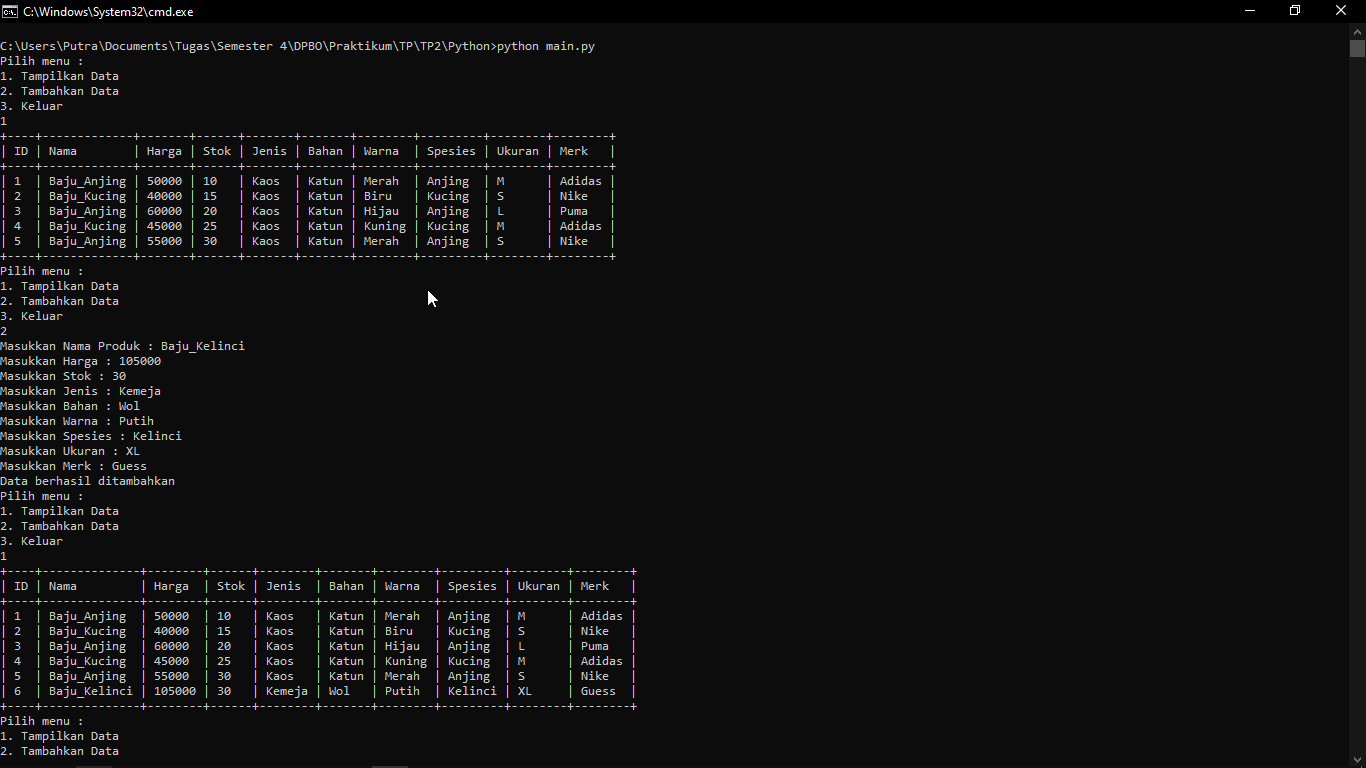 C:\Windows\System32\cmd.exe
C:\Users\Putra\Documents\Tugas\Semester 4\DPBO\Praktikum\TP\TP2\Python>python main.py
Pilih menu :
1. Tampilkan Data
2. Tambahkan Data
3. Keluar
1
+----+-------------+-------+------+-------+-------+--------+---------+--------+--------+
| ID | Nama        | Harga | Stok | Jenis | Bahan | Warna  | Spesies | Ukuran | Merk   |
+----+-------------+-------+------+-------+-------+--------+---------+--------+--------+
| 1  | Baju_Anjing | 50000 | 10   | Kaos  | Katun | Merah  | Anjing  | M      | Adidas |
| 2  | Baju_Kucing | 40000 | 15   | Kaos  | Katun | Biru   | Kucing  | S      | Nike   |
| 3  | Baju_Anjing | 60000 | 20   | Kaos  | Katun | Hijau  | Anjing  | L      | Puma   |
| 4  | Baju_Kucing | 45000 | 25   | Kaos  | Katun | Kuning | Kucing  | M      | Adidas |
| 5  | Baju_Anjing | 55000 | 30   | Kaos  | Katun | Merah  | Anjing  | S      | Nike   |
+----+-------------+-------+------+-------+-------+--------+---------+--------+--------+
Pilih menu :
1. Tampilkan Data
2. Tambahkan Data
3. Keluar
2
Masukkan Nama Produk : Baju_Kelinci
Masukkan Harga : 105000
Masukkan Stok : 30
Masukkan Jenis : Kemeja
Masukkan Bahan : Wol
Masukkan Warna : Putih
Masukkan Spesies : Kelinci
Masukkan Ukuran : XL
Masukkan Merk : Guess
Data berhasil ditambahkan
Pilih menu :
1. Tampilkan Data
2. Tambahkan Data
3. Keluar
1
+----+--------------+--------+------+--------+-------+--------+---------+--------+--------+
| ID | Nama         | Harga  | Stok | Jenis  | Bahan | Warna  | Spesies | Ukuran | Merk   |
+----+--------------+--------+------+--------+-------+--------+---------+--------+--------+
| 1  | Baju_Anjing  | 50000  | 10   | Kaos   | Katun | Merah  | Anjing  | M      | Adidas |
| 2  | Baju_Kucing  | 40000  | 15   | Kaos   | Katun | Biru   | Kucing  | S      | Nike   |
| 3  | Baju_Anjing  | 60000  | 20   | Kaos   | Katun | Hijau  | Anjing  | L      | Puma   |
| 4  | Baju_Kucing  | 45000  | 25   | Kaos   | Katun | Kuning | Kucing  | M      | Adidas |
| 5  | Baju_Anjing  | 55000  | 30   | Kaos   | Katun | Merah  | Anjing  | S      | Nike   |
| 6  | Baju_Kelinci | 105000 | 30   | Kemeja | Wol   | Putih  | Kelinci | XL     | Guess  |
+----+--------------+--------+------+--------+-------+--------+---------+--------+--------+
Pilih menu :
1. Tampilkan Data
2. Tambahkan Data